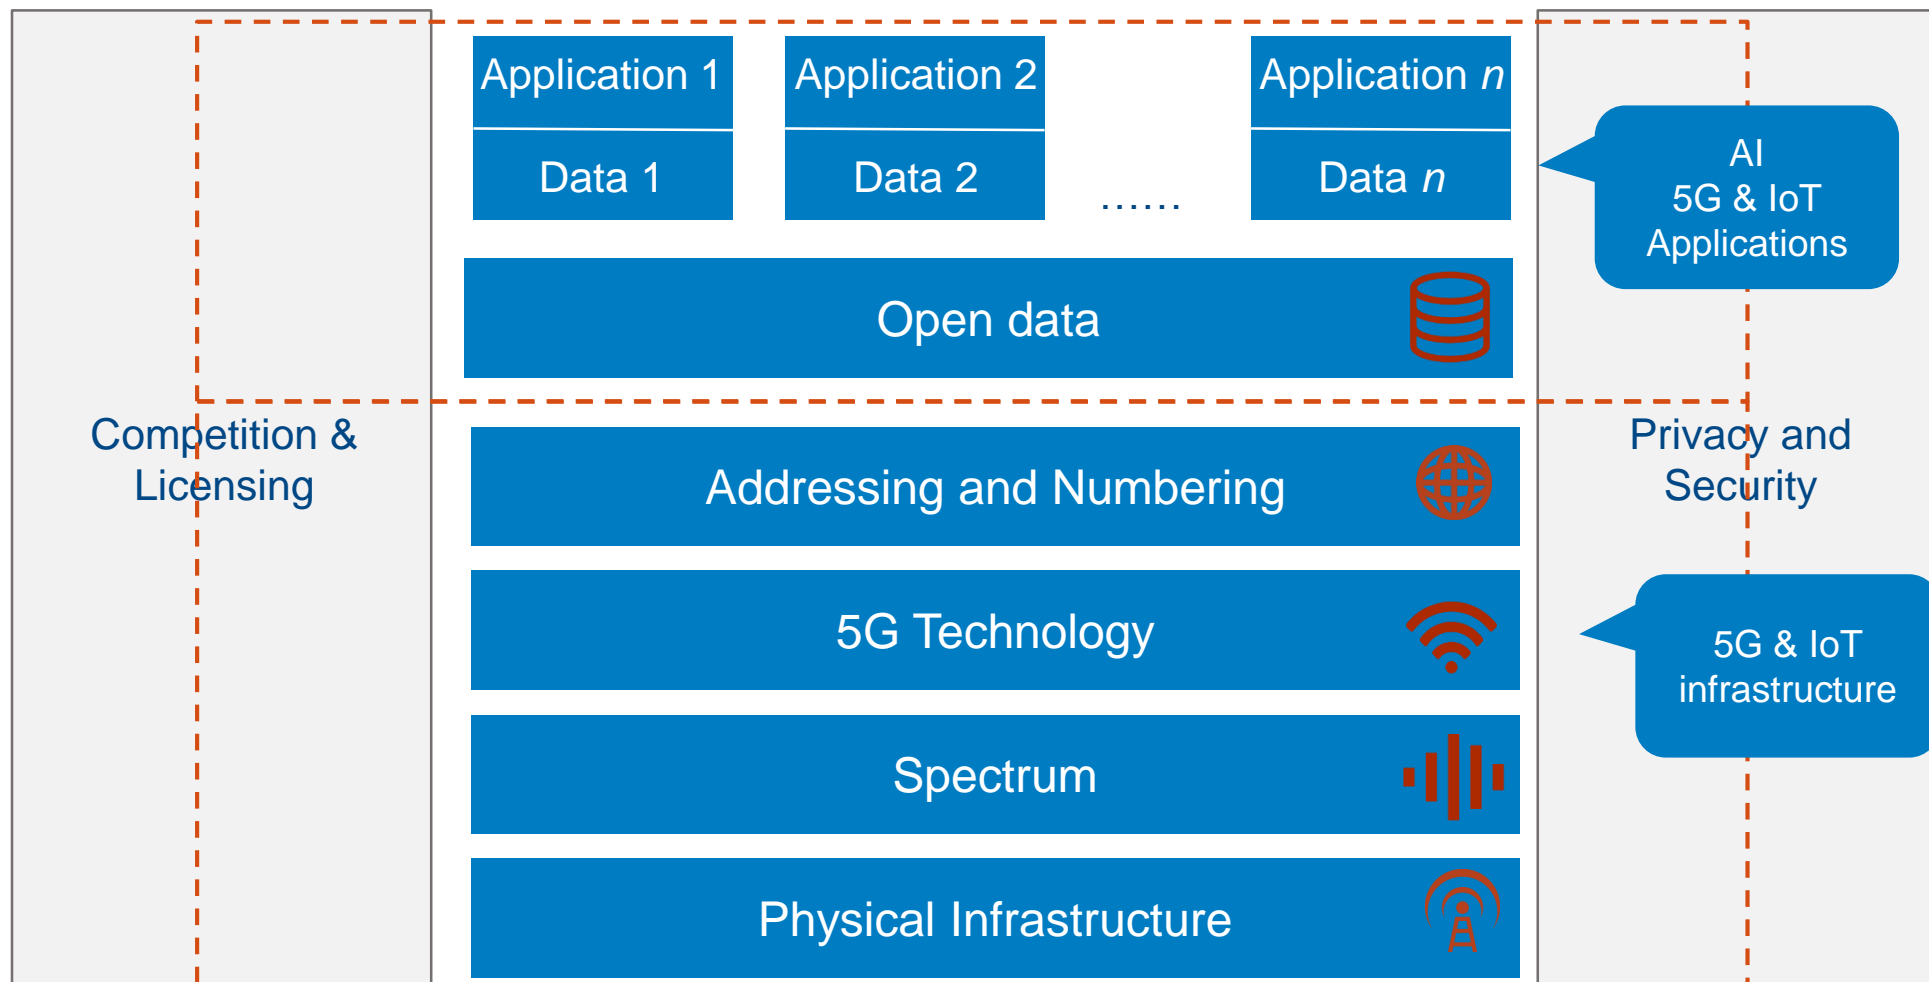 Application 1
Application 2
Application n
Data 1
Data 2
......
Data n
AI
5G & IoT
Applications
Open data
Competition &
Licensing
Privacy and
Security
Addressing and Numbering
5G Technology
5G & IoT
infrastructure
Spectrum
Physical Infrastructure